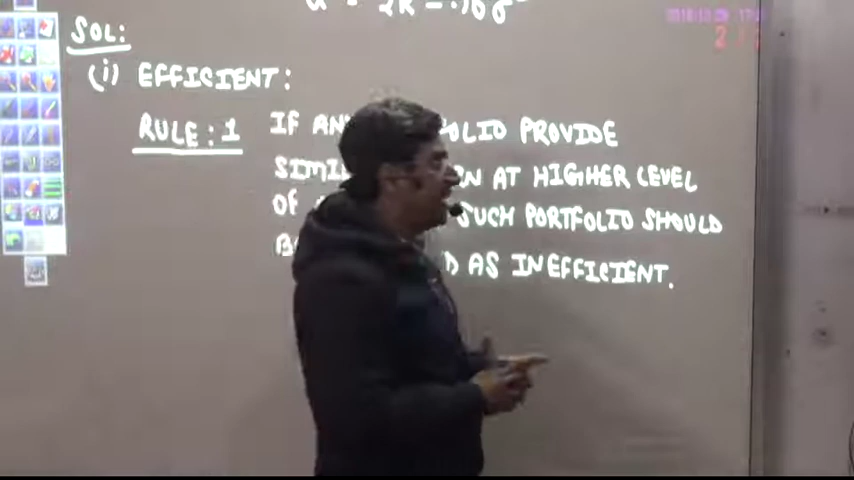 SOL:
(i) EFFICIENT:
RULE: 1 IF AN OLIO PROVIDE
SIMI N AT HIGHER LEVEL
OF SUCH PORTFOLIO SHOULD
B D AS INEFFICIENT.